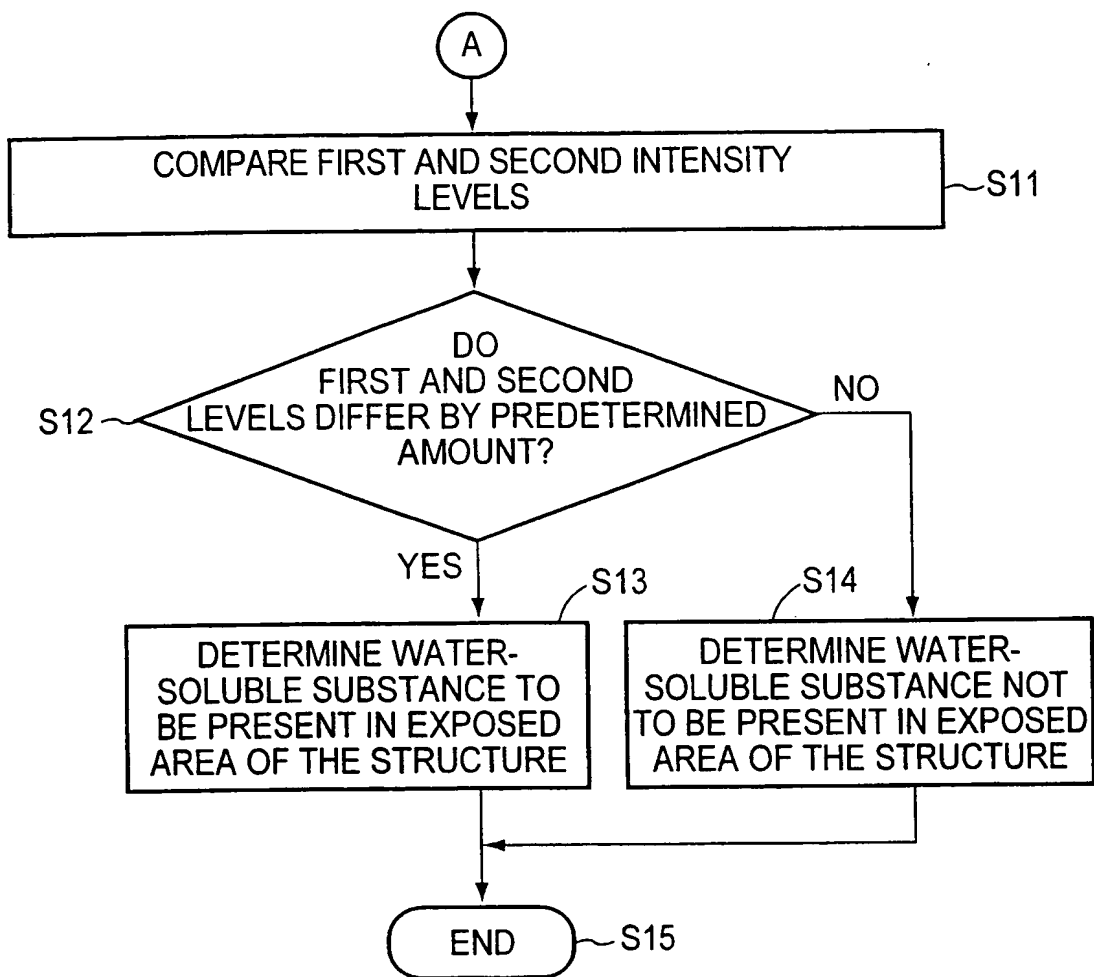 A
COMPARE FIRST AND SECOND INTENSITY
LEVELS
S11
DO
FIRST AND SECOND
LEVELS DIFFER BY PREDETERMINED
AMOUNT?
S12
NO
YES
S13
DETERMINE WATER-
SOLUBLE SUBSTANCE TO
BE PRESENT IN EXPOSED
AREA OF THE STRUCTURE
S14
DETERMINE WATER-
SOLUBLE SUBSTANCE NOT
TO BE PRESENT IN EXPOSED
AREA OF THE STRUCTURE
END
S15